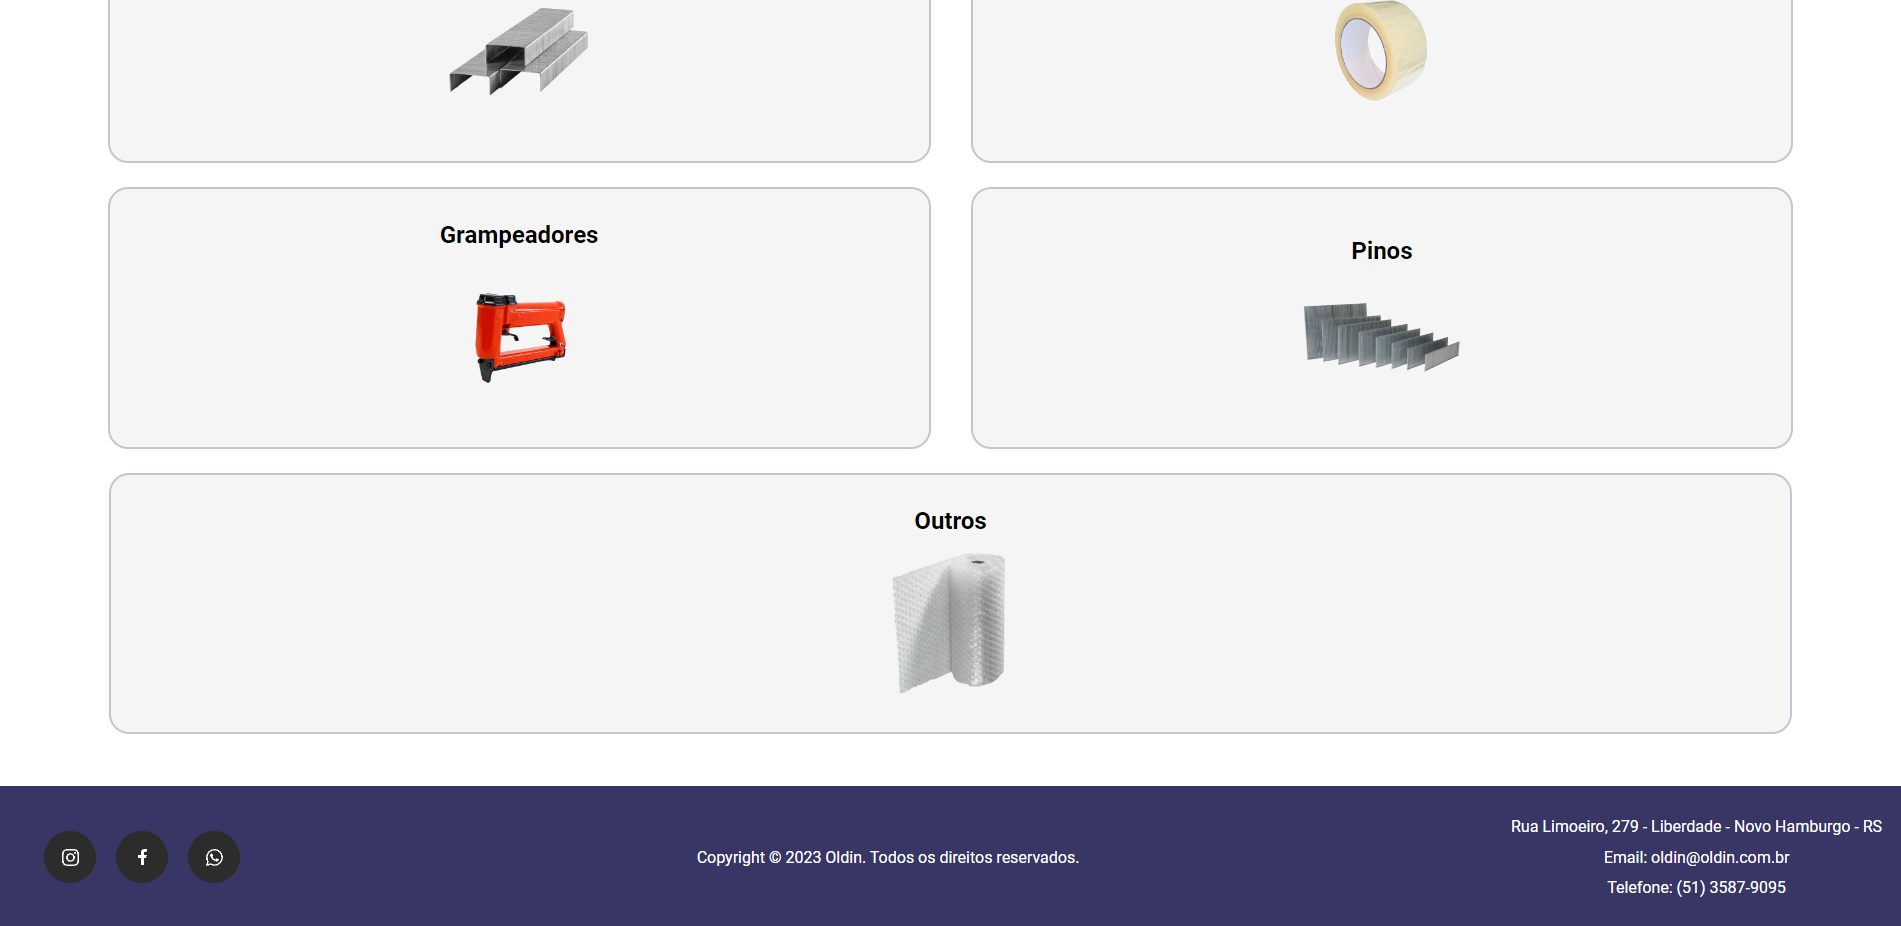 Grampeadores
Pinos
Outros
Copyright © 2023 Oldin. Todos os direitos reservados.
Rua Limoeiro, 279 - Liberdade - Novo Hamburgo - RS
Email: oldin@oldin.com.br
Telefone: (51) 3587-9095